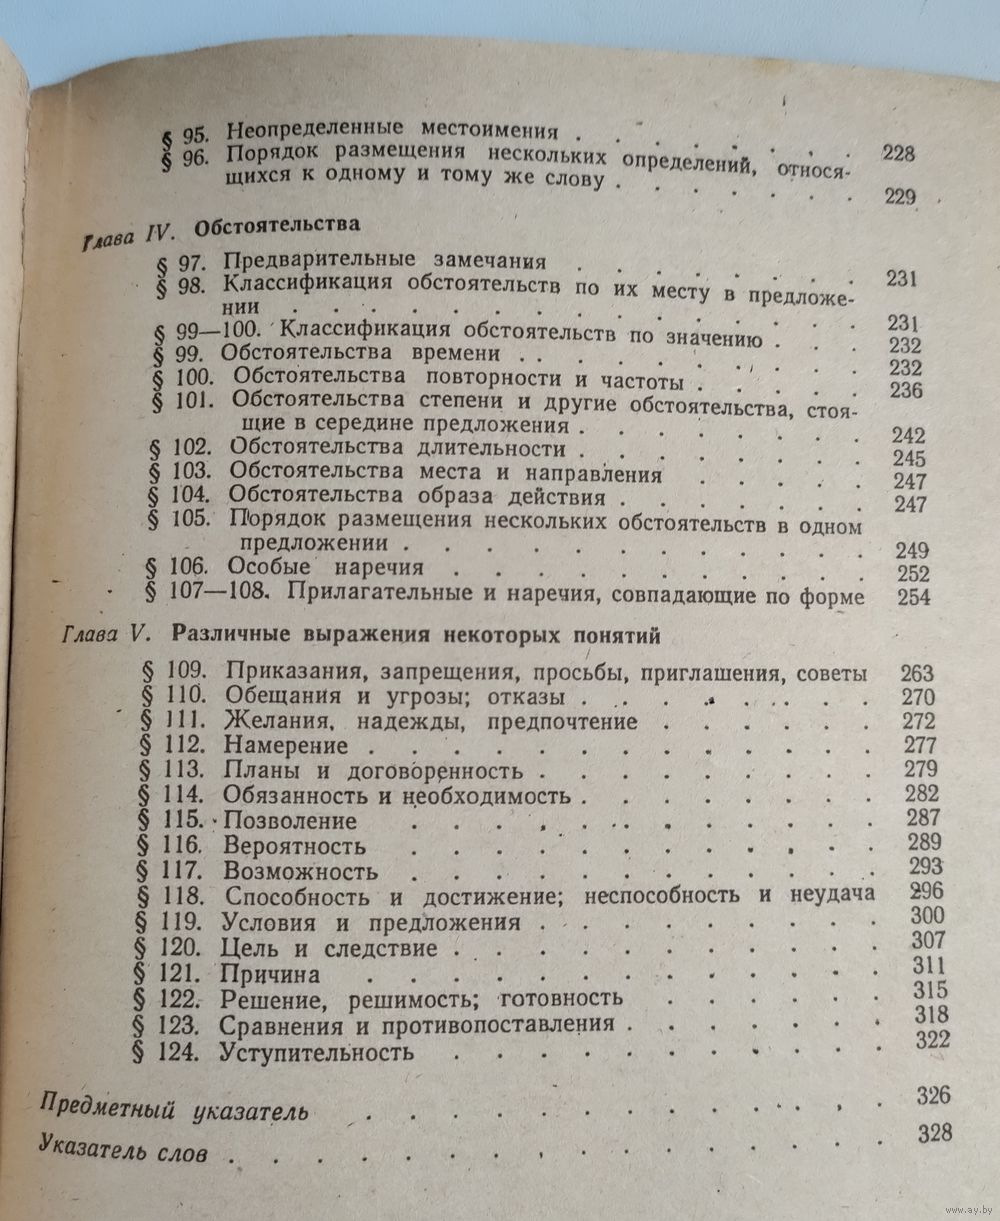 § 95. Неопределенные местоимения . . . . . . . 228
§ 96. Порядок размещения нескольких определений, относя-
щихся к одному и тому же слову . . . . . . . 229
Глава IV. Обстоятельства
§ 97. Предварительные замечания . . . . . . . 231
§ 98. Классификация обстоятельств по их месту в предложе-
нии . . . . . . . . . . . . . 231
§ 99—100. Классификация обстоятельств по значению . . . 232
§ 99. Обстоятельства времени . . . . . . . . 232
§ 100. Обстоятельства повторности и частоты . . . . 236
§ 101. Обстоятельства степени и другие обстоятельства, стоя-
щие в середине предложения . . . . . . . . 242
§ 102. Обстоятельства длительности . . . . . . . . 245
§ 103. Обстоятельства места и направления . . . . . 247
§ 104. Обстоятельства образа действия . . . . . . . 247
§ 105. Порядок размещения нескольких обстоятельств в одном
предложении . . . . . . . . . . . . 249
§ 106. Особые наречия . . . . . . . . . . . 252
§ 107—108. Прилагательные и наречия, совпадающие по форме 254
Глава V. Различные выражения некоторых понятий
§ 109. Приказания, запрещения, просьбы, приглашения, советы 263
§ 110. Обещания и угрозы; отказы . . . . . . . . 270
§ 111. Желания, надежды, предпочтение . . . . . . 272
§ 112. Намерение . . . . . . . . . . . . . 277
§ 113. Планы и договоренность . . . . . . . . . 279
§ 114. Обязанность и необходимость . . . . . . . . 282
§ 115. Позволение . . . . . . . . . . . . 287
§ 116. Вероятность . . . . . . . . . . . . 289
§ 117. Возможность . . . . . . . . . . . . 293
§ 118. Способность и достижение; неспособность и неудача 296
§ 119. Условия и предложения . . . . . . . . . 300
§ 120. Цель и следствие . . . . . . . . . . . 307
§ 121. Причина . . . . . . . . . . . . . 311
§ 122. Решение, решимость; готовность . . . . . . 315
§ 123. Сравнения и противопоставления . . . . . . . 318
§ 124. Уступительность . . . . . . . . . . . 322
Предметный указатель . . . . . . . . . . . . . 326
Указатель слов . . . . . . . . . . . . . . . . 328
www.ay.by